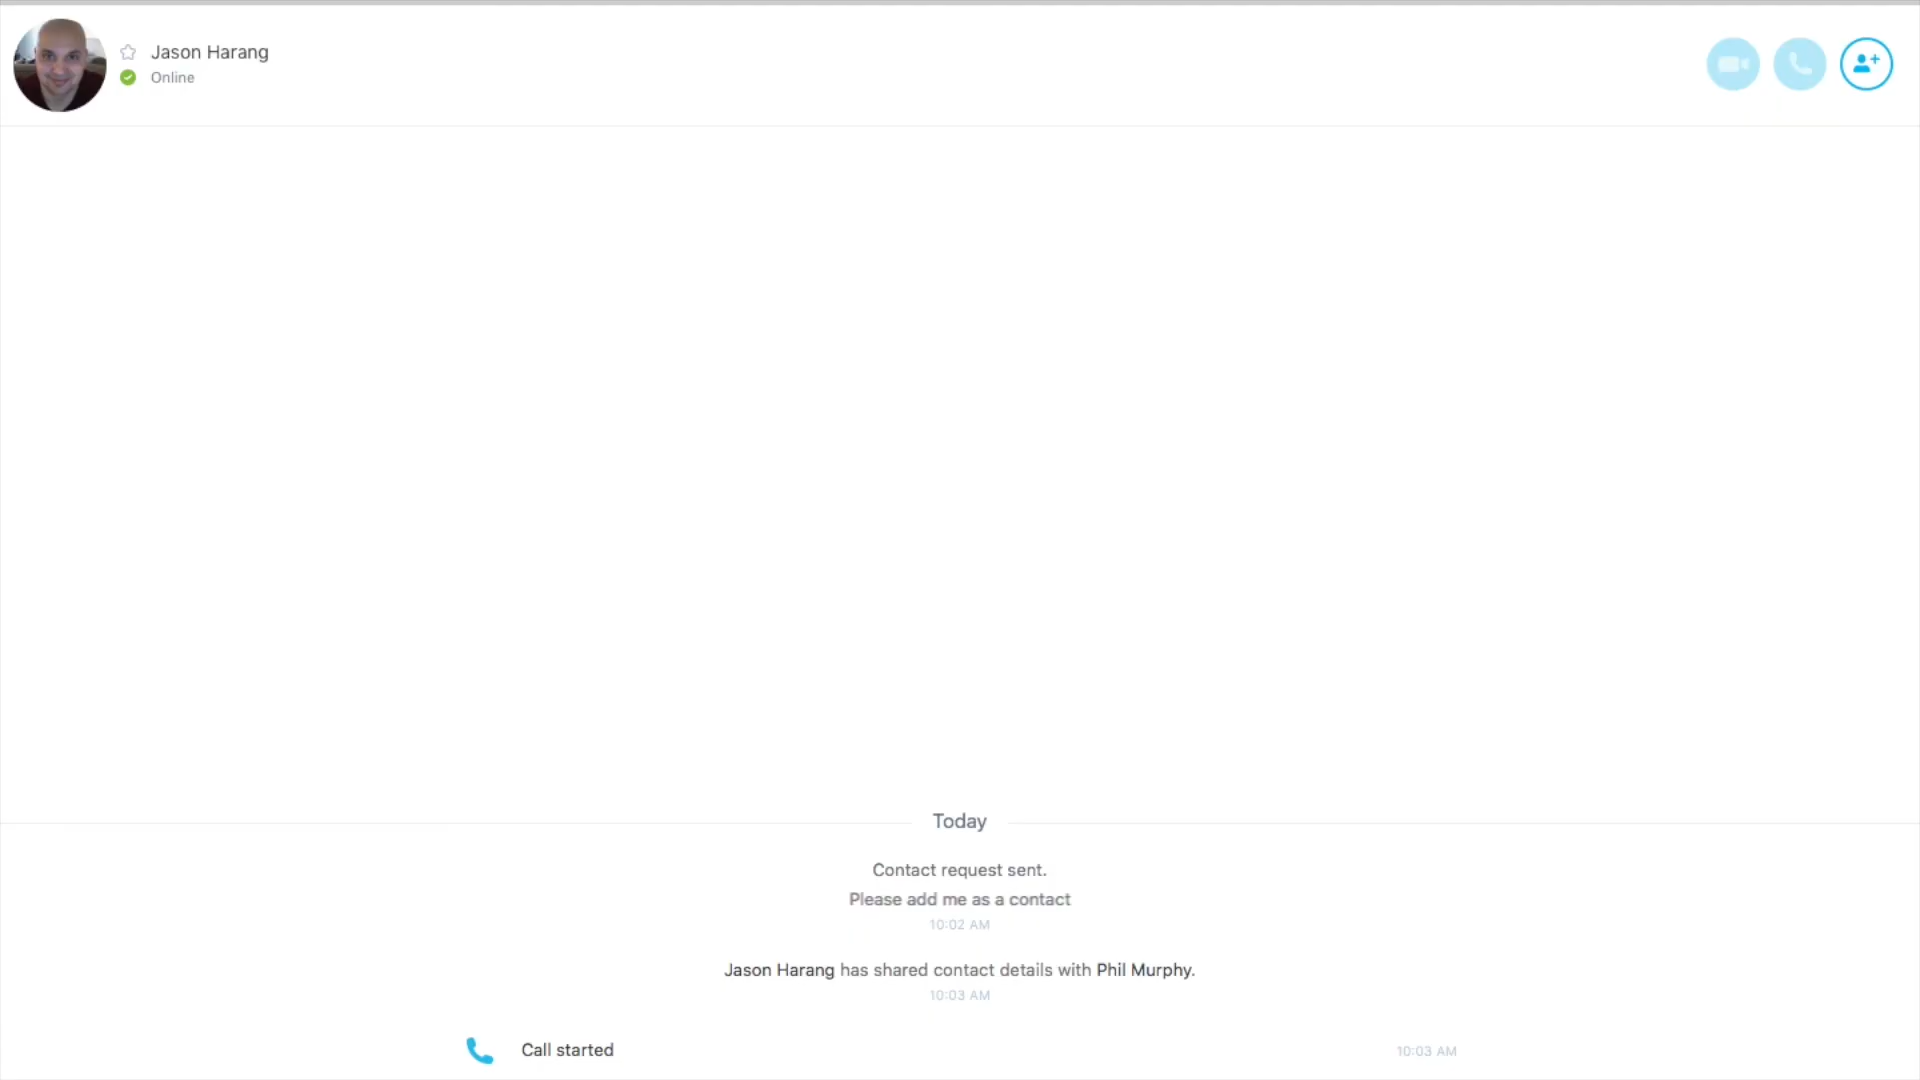 Jason Harang
Online
Today
Contact request sent.
Please add me as a contact
10:02 AM
Jason Harang has shared contact details with Phil Murphy.
10:03 AM
Call started
10:03 AM